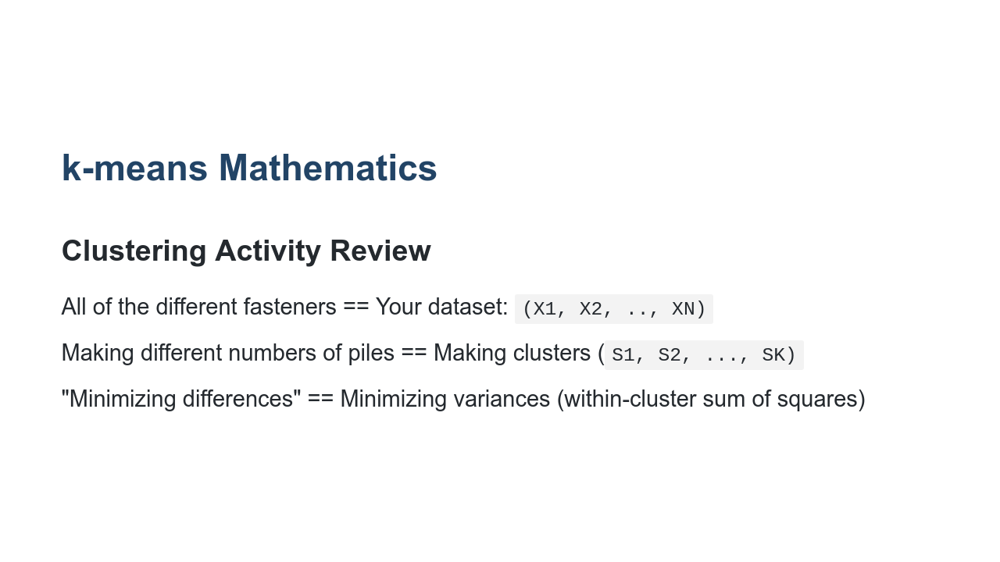 k-means Mathematics
Clustering Activity Review
All of the different fasteners == Your dataset: (X1, X2, .., XN)
Making different numbers of piles == Making clusters (S1, S2, ..., SK)
"Minimizing differences" == Minimizing variances (within-cluster sum of squares)